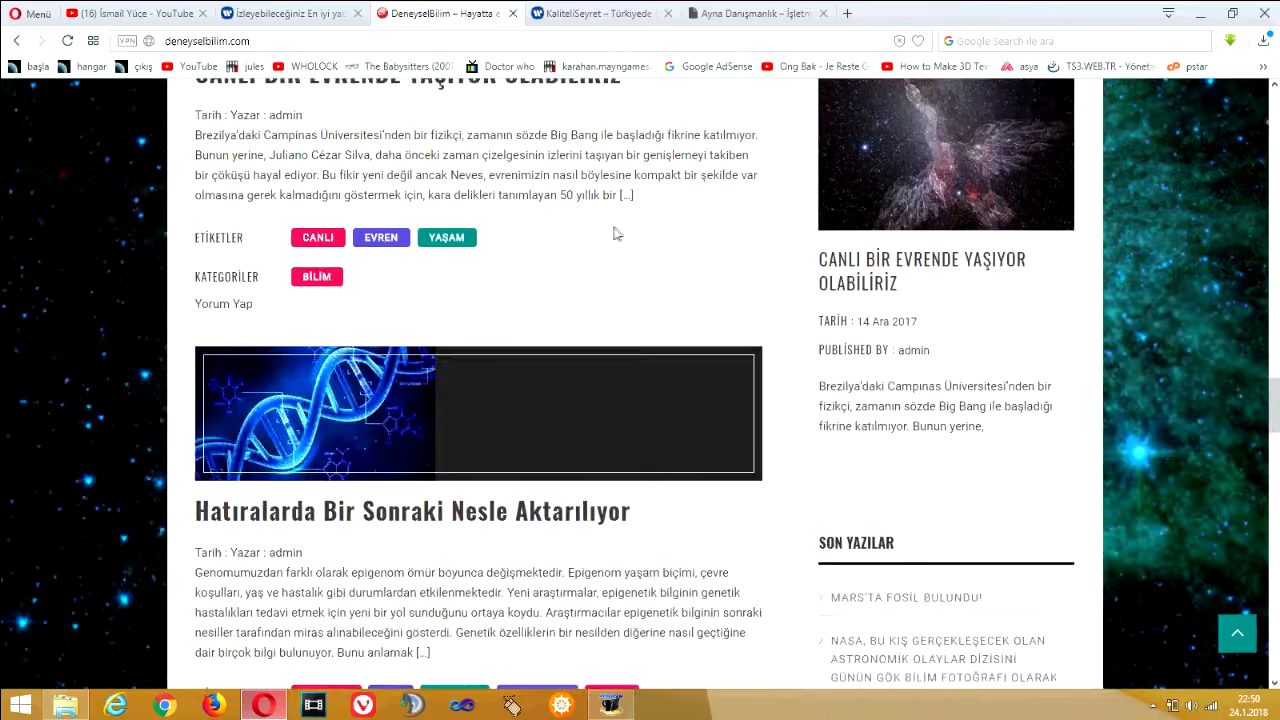 Menü
(16) İsmail Yüce - YouTube
İzleyebileceğiniz En iyi yab
DeneyselBilim – Hayatta e
KaliteliSeyret – Türkiyede
Ayna Danışmanlık – İşletm
VPN
deneyselbilim.com
Google Search ile ara
başla
hangar
çıkış
YouTube
jules
WHOLOCK
The Babysitters (2007
Doctor who
karahan.mayngames.
Google AdSense
Ong Bak - Je Reste G
How to Make 3D Tex
asya
TS3.WEB.TR - Yönetm
pstar
CANLI BİR EVRENDE YAŞIYOR OLABİLİRİZ
Tarih : Yazar : admin
Brezilya'daki Campinas Üniversitesi'nden bir fizikçi, zamanın sözde Big Bang ile başladığı fikrine katılmıyor.
Bunun yerine, Juliano Cézar Silva, daha önceki zaman çizelgesinin izlerini taşıyan bir genişlemeyi takiben
bir çöküşü hayal ediyor. Bu fikir yeni değil ancak Neves, evrenimizin nasıl böylesine kompakt bir şekilde var
olmasına gerek kalmadığını göstermek için, kara delikleri tanımlayan 50 yıllık bir [...]
ETİKETLER
CANLI
EVREN
YAŞAM
KATEGORİLER
BİLİM
Yorum Yap
Hatıralarda Bir Sonraki Nesle Aktarılıyor
Tarih : Yazar : admin
Genomumuzdan farklı olarak epigenom ömür boyunca değişmektedir. Epigenom yaşam biçimi, çevre
koşulları, yaş ve hastalık gibi durumlardan etkilenmektedir. Yeni araştırmalar, epigenetik bilginin genetik
hastalıkları tedavi etmek için yeni bir yol sunduğunu ortaya koydu. Araştırmacılar epigenetik bilginin sonraki
nesiller tarafından miras alınabileceğini gösterdi. Genetik özelliklerin bir nesilden diğerine nasıl geçtiğine
dair birçok bilgi bulunuyor. Bunu anlamak [...]
CANLI BİR EVRENDE YAŞIYOR
OLABİLİRİZ
TARİH : 14 Ara 2017
PUBLİSHED BY : admin
Brezilya'daki Campınas Üniversitesi'nden bir
fizikçi, zamanın sözde Big Bang ile başladığı
fikrine katılmıyor. Bunun yerine,
SON YAZILAR
MARS'TA FOSİL BULUNDU!
NASA, BU KIŞ GERÇEKLEŞECEK OLAN
ASTRONOMİK OLAYLAR DİZİSİNİ
GÜNÜN GÖK BİLİM FOTOĞRAFI OLARAK
22:50
24.1.2018